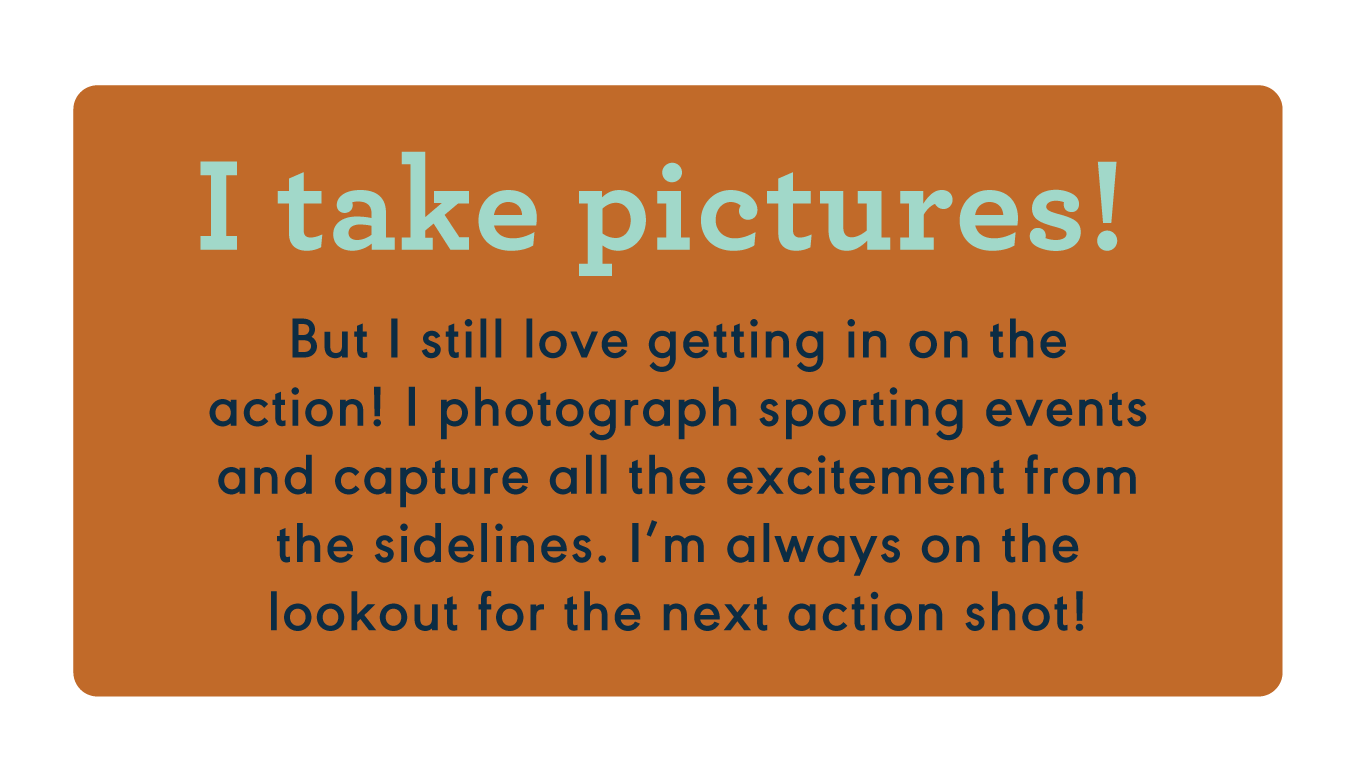 I take pictures!
But I still love getting in on the
action! I photograph sporting events
and capture all the excitement from
the sidelines. I’m always on the
lookout for the next action shot!